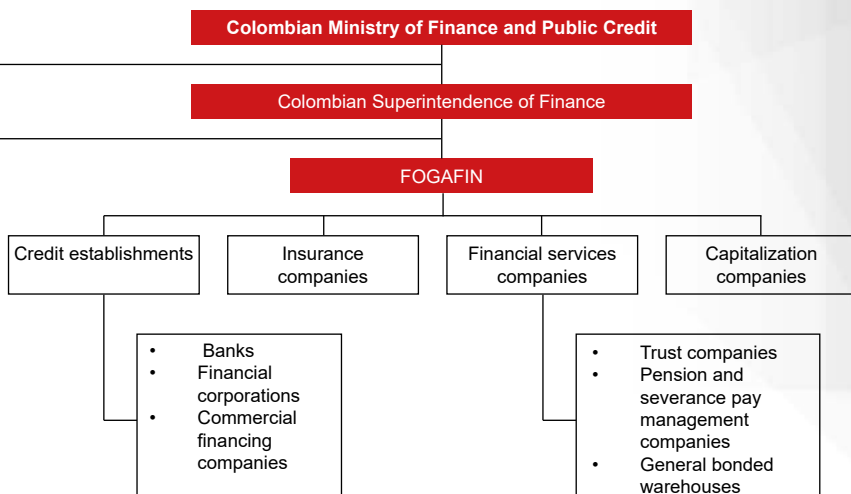 Colombian Ministry of Finance and Public Credit
Colombian Superintendence of Finance
FOGAFIN
Credit establishments
Insurance
companies
Financial services
companies
Capitalization
companies
• Banks
• Financial
corporations
• Commercial
financing
companies
• Trust companies
• Pension and
severance pay
management
companies
• General bonded
warehouses